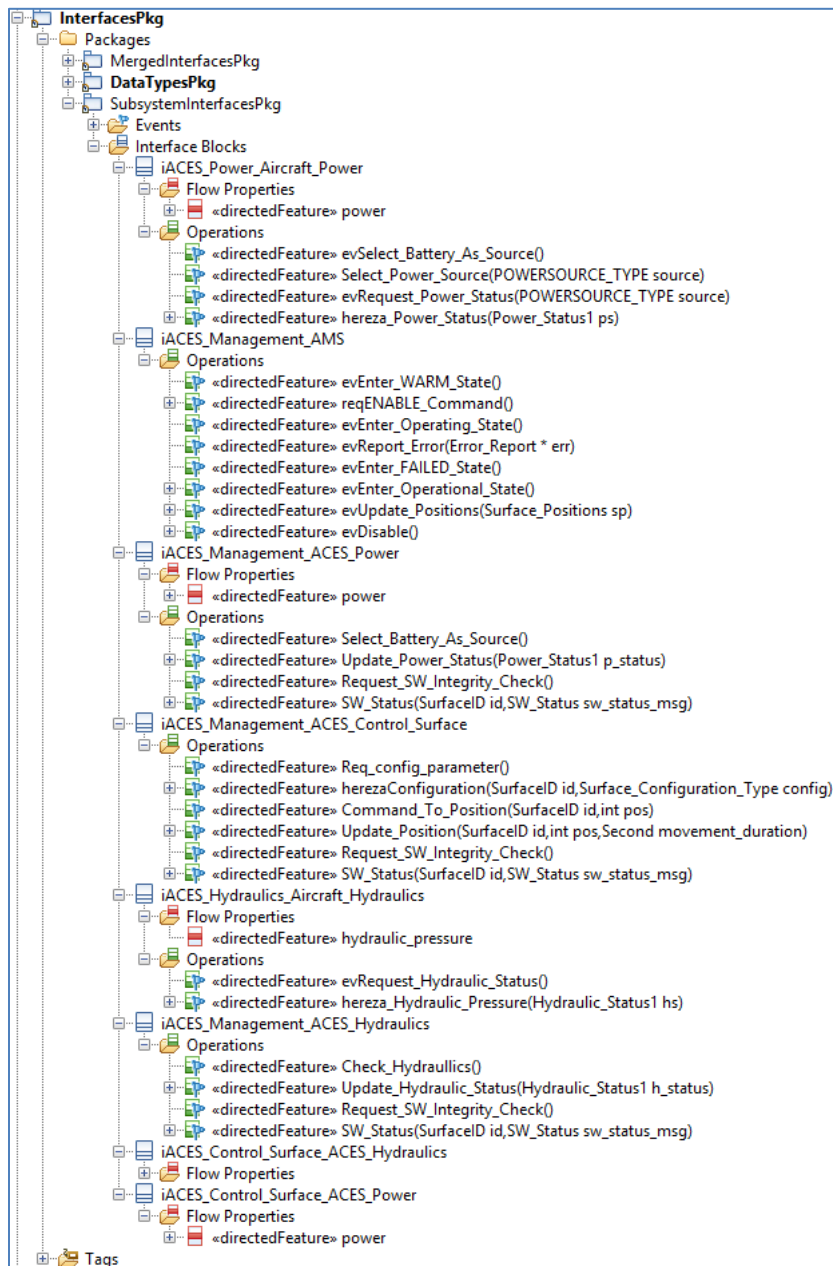 InterfacesPkg
Packages
MergedInterfacesPkg
DataTypesPkg
SubsystemInterfacesPkg
Events
Interface Blocks
iACES_Power_Aircraft_Power
Flow Properties
«directedFeature» power
Operations
«directedFeature» evSelect_Battery_As_Source()
«directedFeature» Select_Power_Source(POWERSOURCE_TYPE source)
«directedFeature» evRequest_Power_Status(POWERSOURCE_TYPE source)
«directedFeature» hereza_Power_Status(Power_Status1 ps)
iACES_Management_AMS
Operations
«directedFeature» evEnter_WARM_State()
«directedFeature» reqENABLE_Command()
«directedFeature» evEnter_Operating_State()
«directedFeature» evReport_Error(Error_Report * err)
«directedFeature» evEnter_FAILED_State()
«directedFeature» evEnter_Operational_State()
«directedFeature» evUpdate_Positions(Surface_Positions sp)
«directedFeature» evDisable()
iACES_Management_ACES_Power
Flow Properties
«directedFeature» power
Operations
«directedFeature» Select_Battery_As_Source()
«directedFeature» Update_Power_Status(Power_Status1 p_status)
«directedFeature» Request_SW_Integrity_Check()
«directedFeature» SW_Status(SurfaceID id,SW_Status sw_status_msg)
iACES_Management_ACES_Control_Surface
Operations
«directedFeature» Req_config_parameter()
«directedFeature» herezaConfiguration(SurfaceID id,Surface_Configuration_Type config)
«directedFeature» Command_To_Position(SurfaceID id,int pos)
«directedFeature» Update_Position(SurfaceID id,int pos,Second movement_duration)
«directedFeature» Request_SW_Integrity_Check()
«directedFeature» SW_Status(SurfaceID id,SW_Status sw_status_msg)
iACES_Hydraulics_Aircraft_Hydraulics
Flow Properties
«directedFeature» hydraulic_pressure
Operations
«directedFeature» evRequest_Hydraulic_Status()
«directedFeature» hereza_Hydraulic_Pressure(Hydraulic_Status1 hs)
iACES_Management_ACES_Hydraulics
Operations
«directedFeature» Check_Hydraullics()
«directedFeature» Update_Hydraulic_Status(Hydraulic_Status1 h_status)
«directedFeature» Request_SW_Integrity_Check()
«directedFeature» SW_Status(SurfaceID id,SW_Status sw_status_msg)
iACES_Control_Surface_ACES_Hydraulics
Flow Properties
iACES_Control_Surface_ACES_Power
Flow Properties
«directedFeature» power
Tags